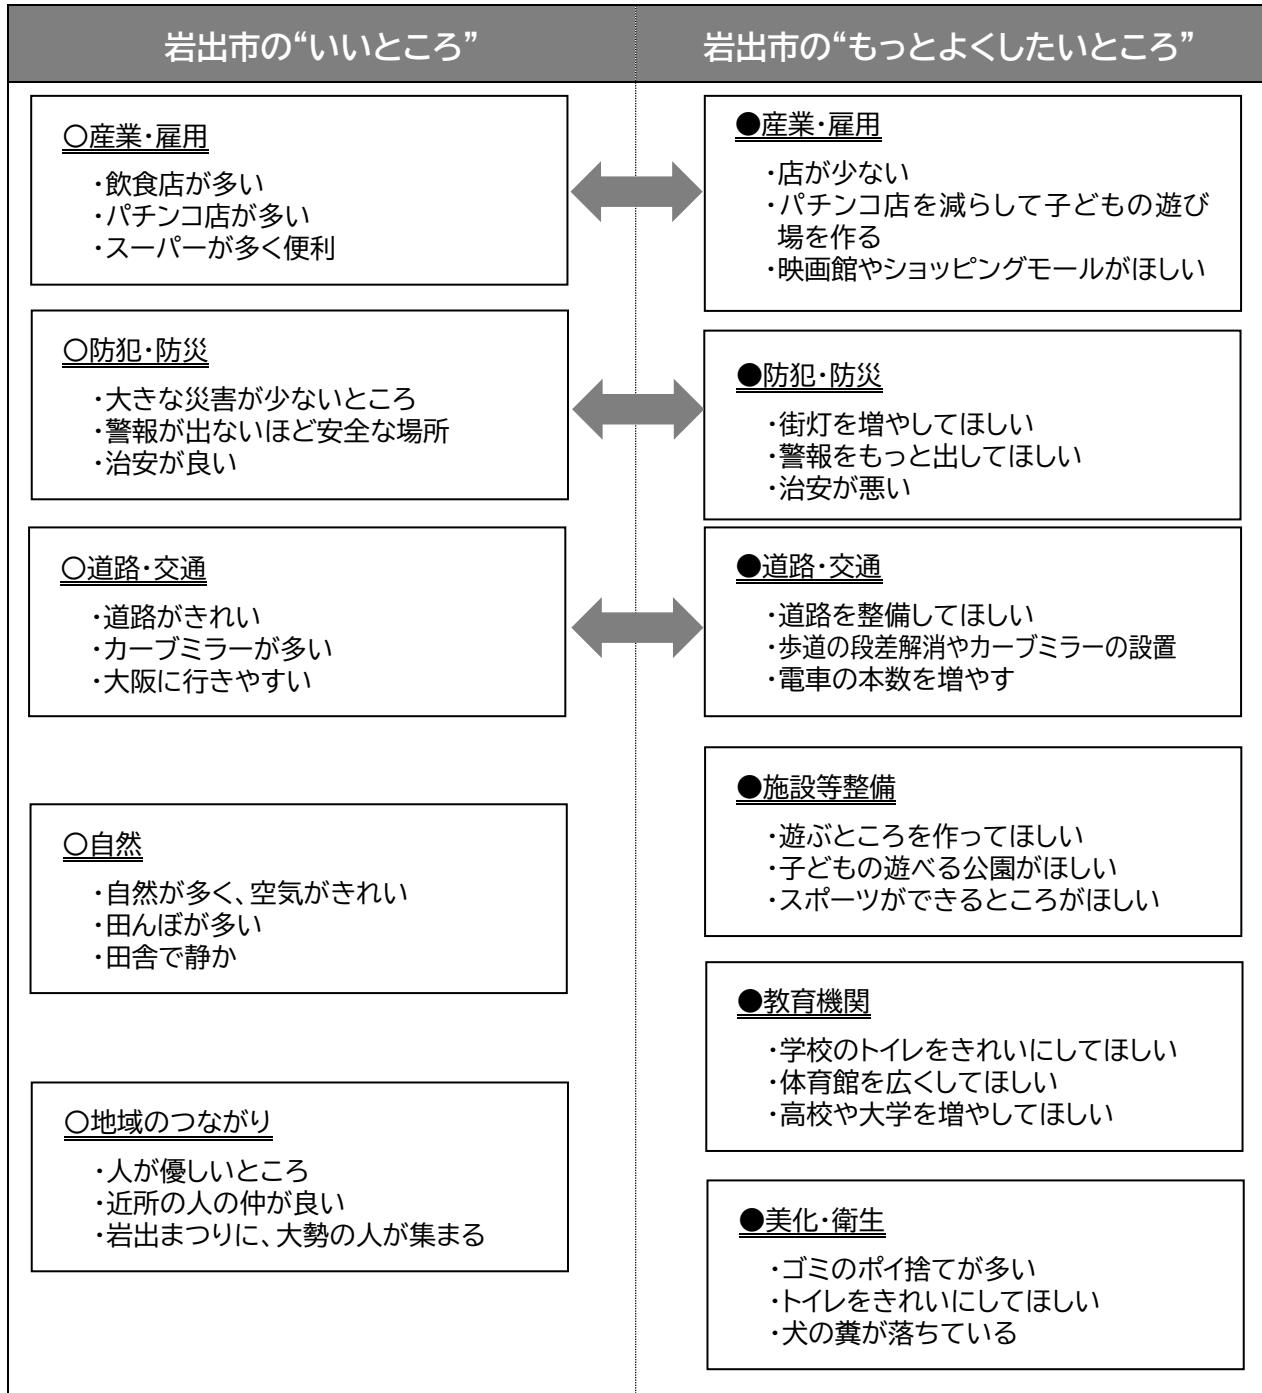 岩出市の“いいところ”
岩出市の“もっとよくしたいところ”
〇産業・雇用
・飲食店が多い
・パチンコ店が多い
・スーパーが多く便利
●産業・雇用
・店が少ない
・パチンコ店を減らして子どもの遊び
場を作る
・映画館やショッピングモールがほしい
〇防犯・防災
・大きな災害が少ないところ
・警報が出ないほど安全な場所
・治安が良い
●防犯・防災
・街灯を増やしてほしい
・警報をもっと出してほしい
・治安が悪い
〇道路・交通
・道路がきれい
・カーブミラーが多い
・大阪に行きやすい
●道路・交通
・道路を整備してほしい
・歩道の段差解消やカーブミラーの設置
・電車の本数を増やす
〇自然
・自然が多く、空気がきれい
・田んぼが多い
・田舎で静か
●施設等整備
・遊ぶところを作ってほしい
・子どもの遊べる公園がほしい
・スポーツができるところがほしい
〇地域のつながり
・人が優しいところ
・近所の人の仲が良い
・岩出まつりに、大勢の人が集まる
●教育機関
・学校のトイレをきれいにしてほしい
・体育館を広くしてほしい
・高校や大学を増やしてほしい
●美化・衛生
・ゴミのポイ捨てが多い
・トイレをきれいにしてほしい
・犬の糞が落ちている